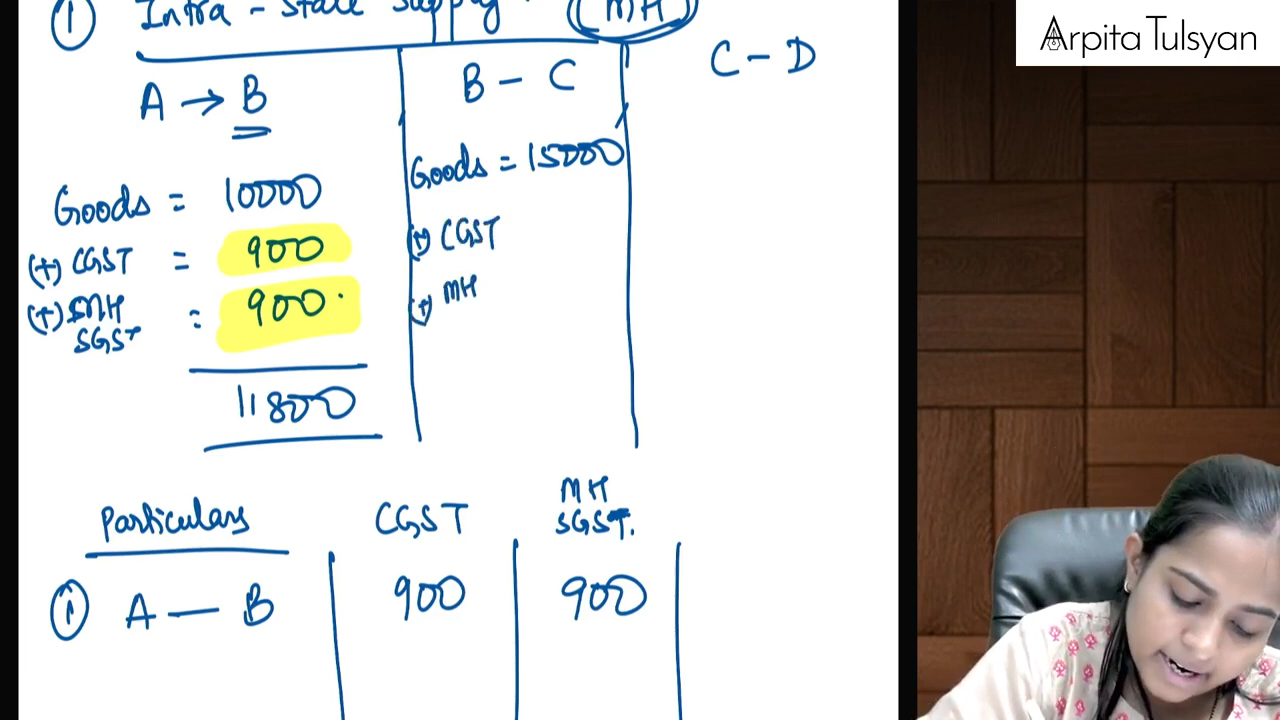 Arpita Tulsyan
① Intra - State supply . (MH)
A → B
B - C
C - D
Goods = 10000
(+) CGST = 900
(+) MH SGST = 900.
11800
Goods = 15000
(+) CGST
(+) MH
Particulars
CGST
MH SGST.
① A — B
900
900